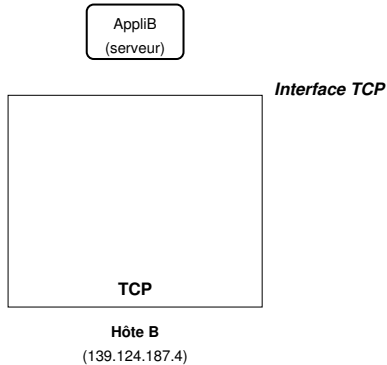 AppliB
(serveur)
Interface TCP
TCP
Hôte B
(139.124.187.4)